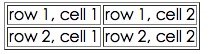 row 1, cell 1 row 1, cell 2
row 2, cell 1 row 2, cell 2